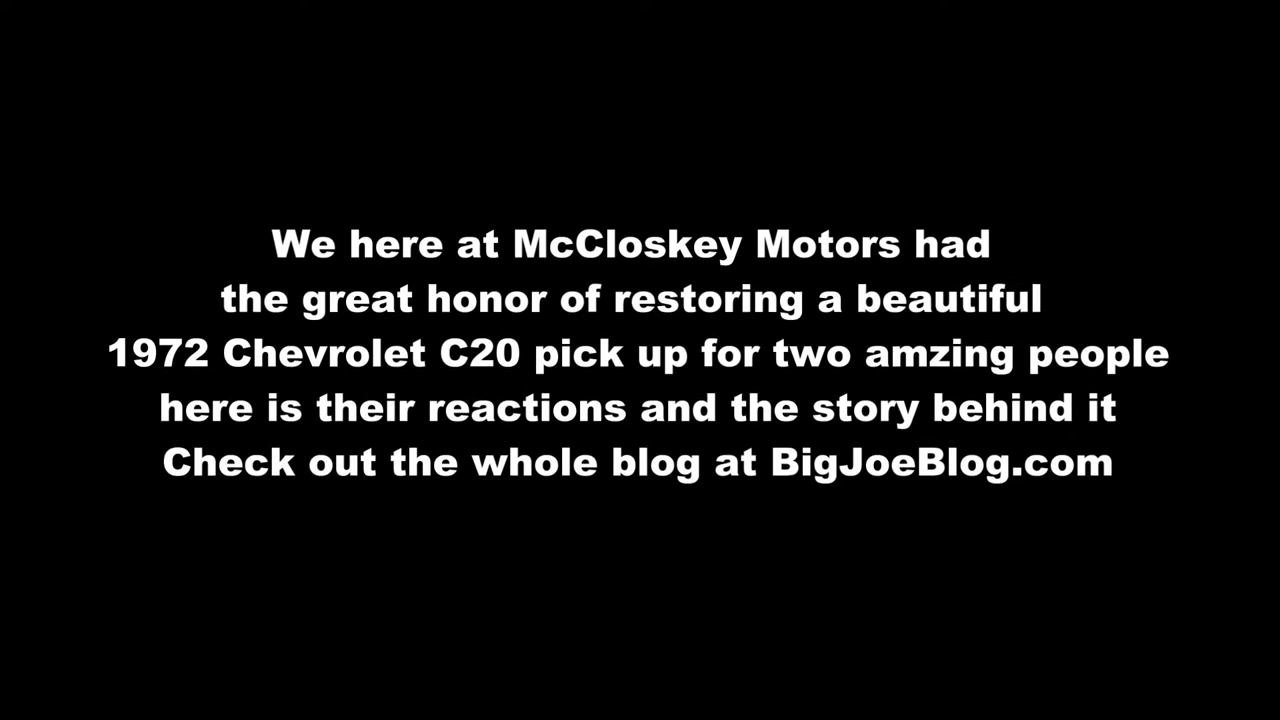 We here at McCloskey Motors had
the great honor of restoring a beautiful
1972 Chevrolet C20 pick up for two amzing people
here is their reactions and the story behind it
Check out the whole blog at BigJoeBlog.com